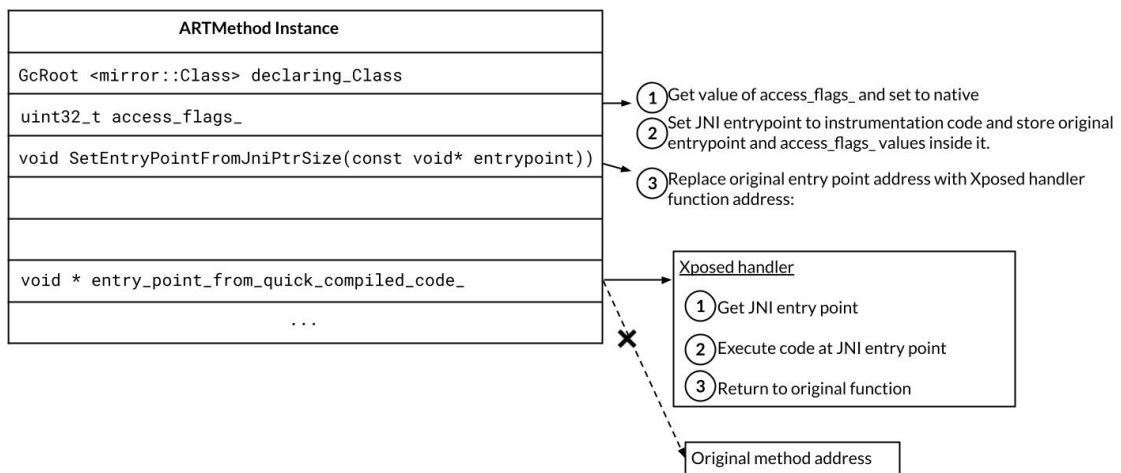 ARTMethod Instance
GcRoot <mirror::Class> declaring_Class
uint32_t access_flags_
void SetEntryPointFromJniPtrSize(const void* entrypoint))
void * entry_point_from_quick_compiled_code_
...
1 Get value of access_flags_ and set to native
2 Set JNI entrypoint to instrumentation code and store original
entrypoint and access_flags_ values inside it.
3 Replace original entry point address with Xposed handler
function address:
Xposed handler
1 Get JNI entry point
2 Execute code at JNI entry point
3 Return to original function
Original method address